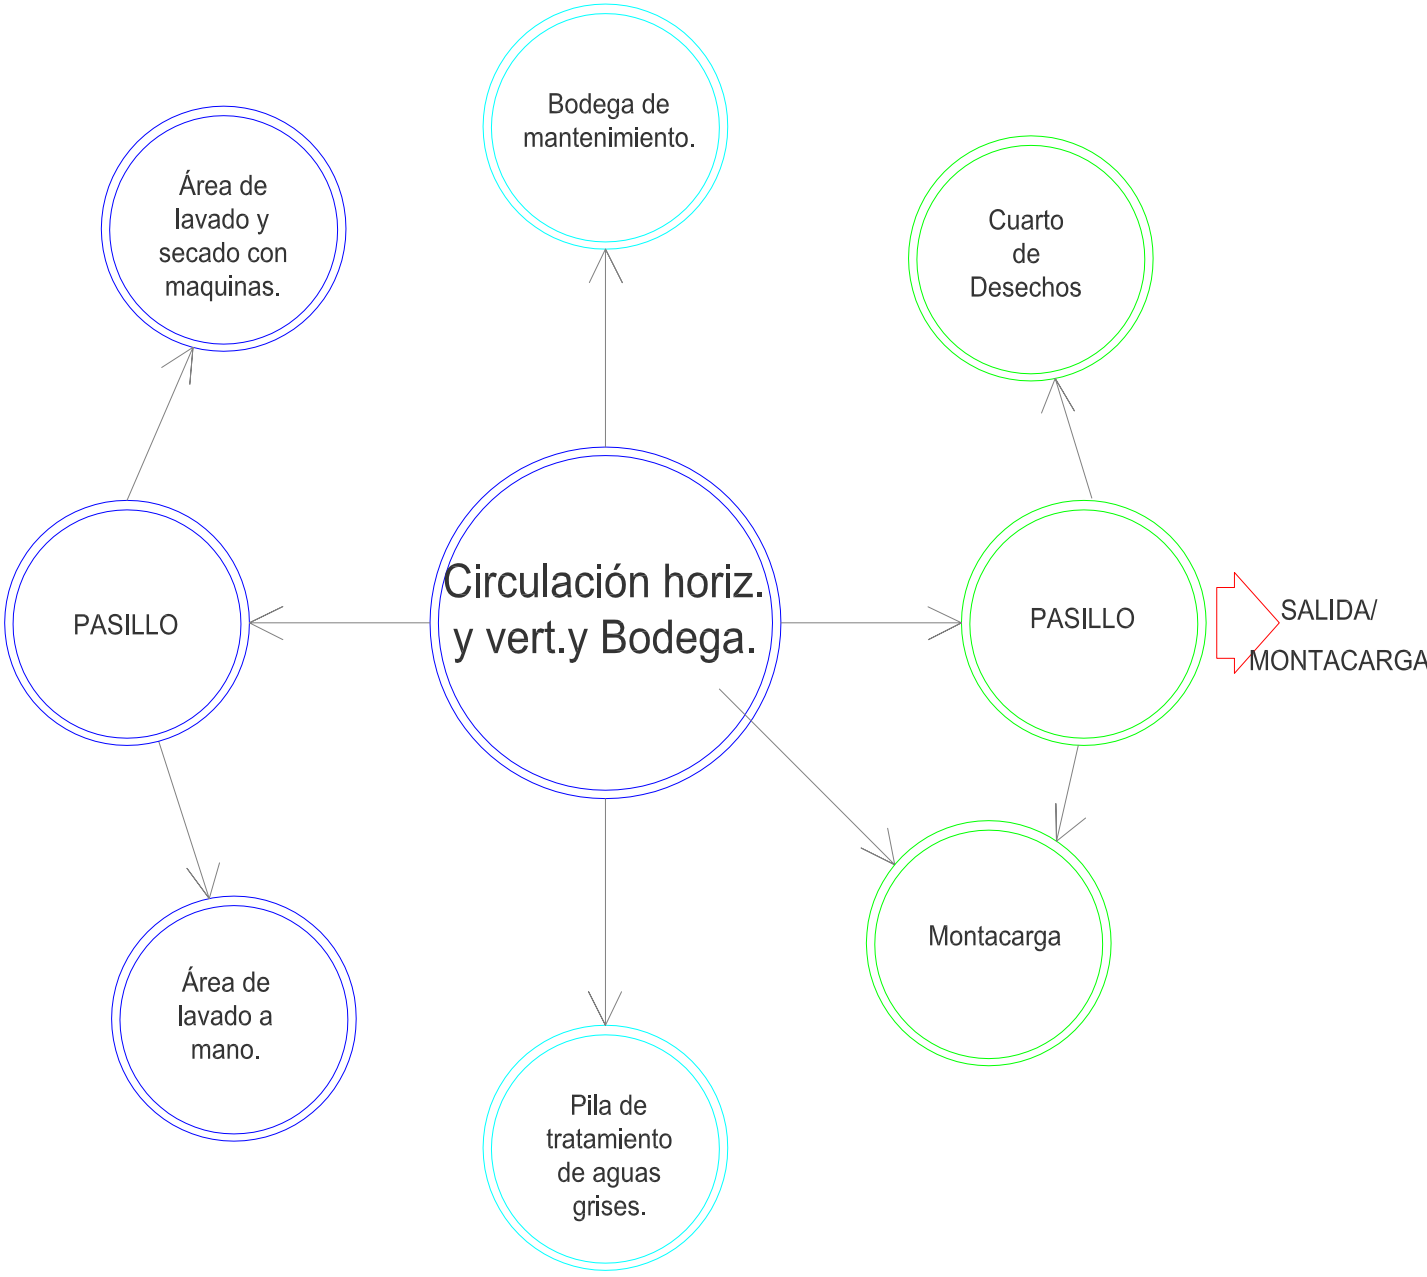 Bodega de
mantenimiento.
Área de
lavado y
secado con
maquinas.
Cuarto
de
Desechos
Circulación horiz.
y vert.y Bodega.
PASILLO
PASILLO
SALIDA/
MONTACARGA
Montacarga
Área de
lavado a
mano.
Pila de
tratamiento
de aguas
grises.